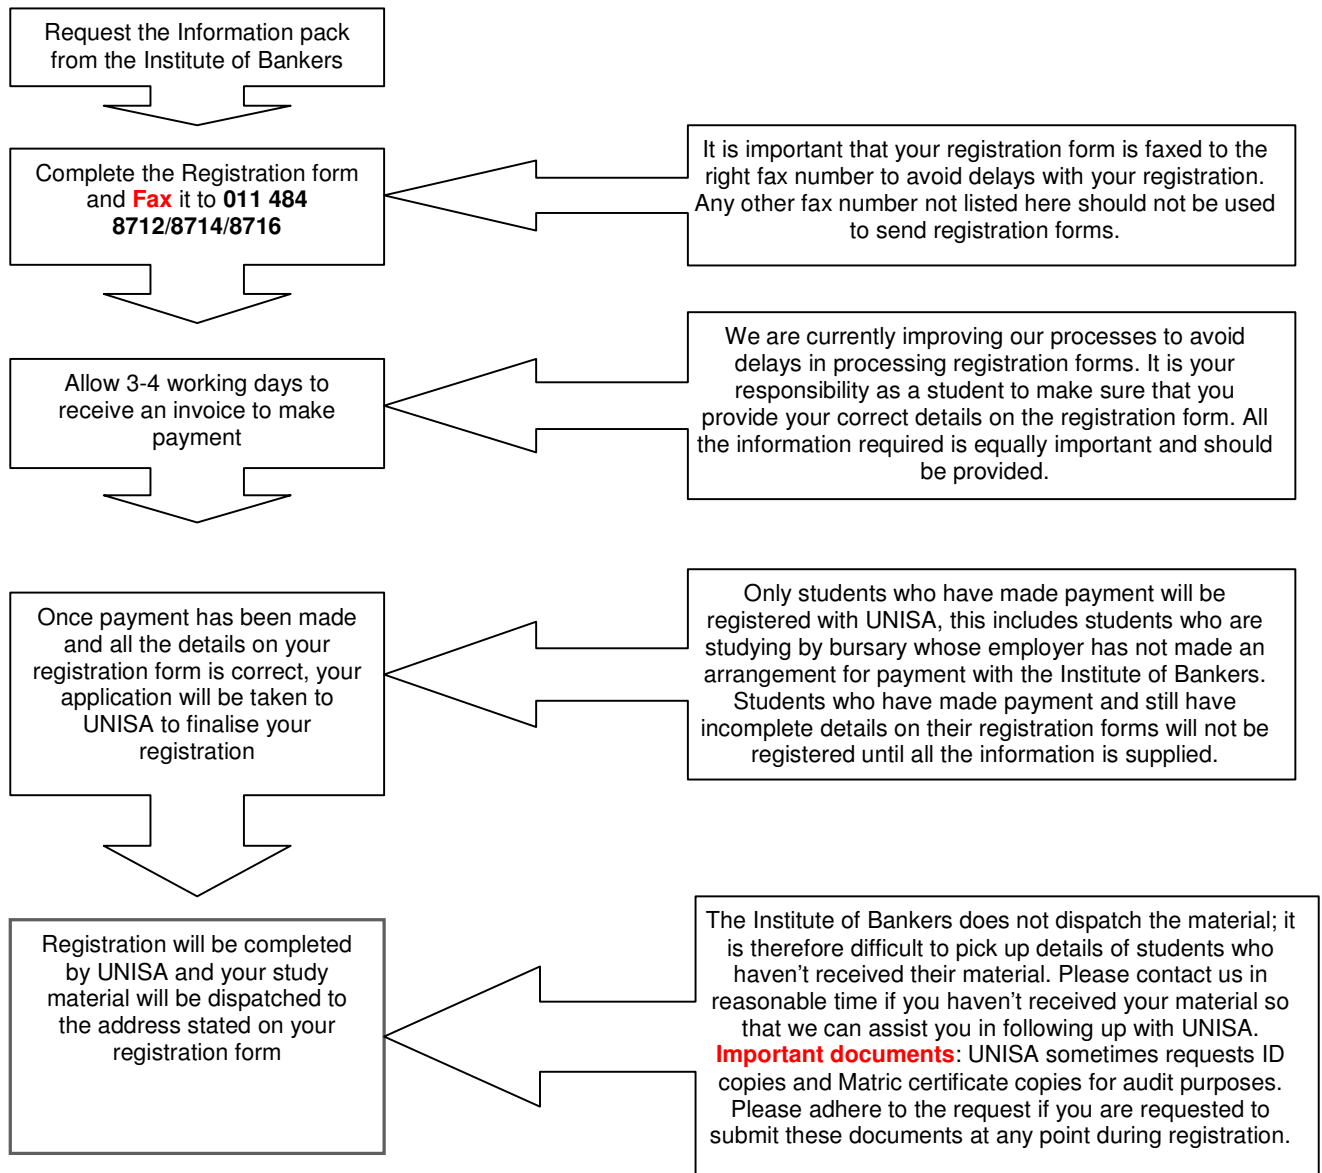 Request the Information pack
from the Institute of Bankers
Complete the Registration form
and Fax it to 011 484
8712/8714/8716
It is important that your registration form is faxed to the
right fax number to avoid delays with your registration.
Any other fax number not listed here should not be used
to send registration forms.
Allow 3-4 working days to
receive an invoice to make
payment
We are currently improving our processes to avoid
delays in processing registration forms. It is your
responsibility as a student to make sure that you
provide your correct details on the registration form. All
the information required is equally important and should
be provided.
Once payment has been made
and all the details on your
registration form is correct, your
application will be taken to
UNISA to finalise your
registration
Only students who have made payment will be
registered with UNISA, this includes students who are
studying by bursary whose employer has not made an
arrangement for payment with the Institute of Bankers.
Students who have made payment and still have
incomplete details on their registration forms will not be
registered until all the information is supplied.
Registration will be completed
by UNISA and your study
material will be dispatched to
the address stated on your
registration form
The Institute of Bankers does not dispatch the material; it
is therefore difficult to pick up details of students who
haven’t received their material. Please contact us in
reasonable time if you haven’t received your material so
that we can assist you in following up with UNISA.
Important documents: UNISA sometimes requests ID
copies and Matric certificate copies for audit purposes.
Please adhere to the request if you are requested to
submit these documents at any point during registration.